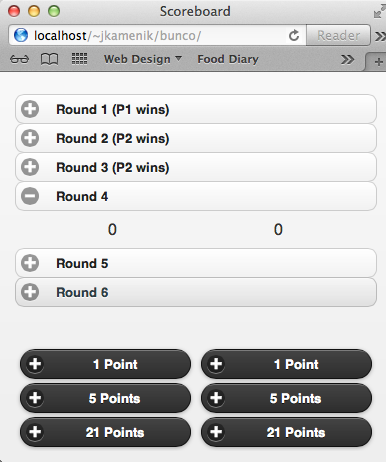 Scoreboard
localhost/~jkamenik/bunco/ Reader
Web Design Food Diary
Round 1 (P1 wins)
Round 2 (P2 wins)
Round 3 (P2 wins)
Round 4
0 0
Round 5
Round 6
1 Point 1 Point
5 Points 5 Points
21 Points 21 Points